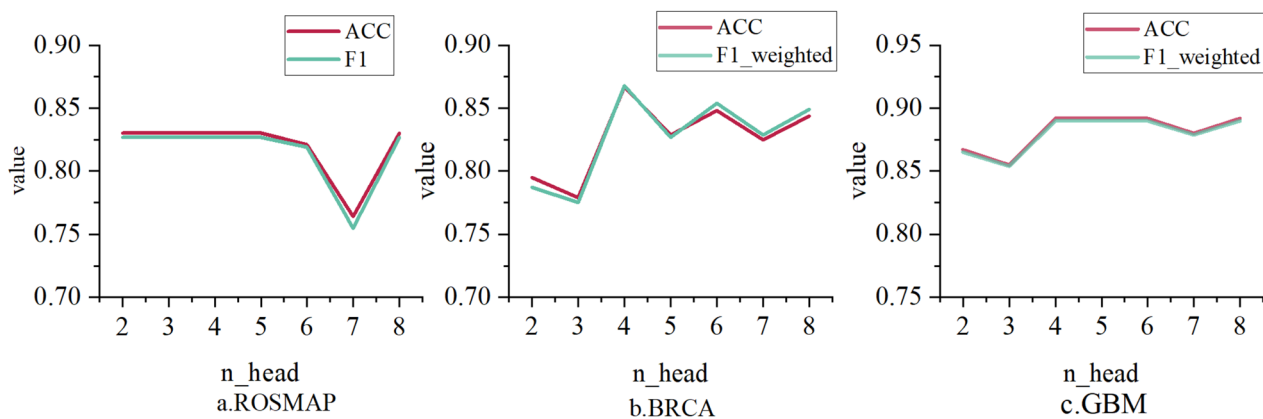 ACC
F1
0.90
0.85
0.80
0.75
0.70
value
2 3 4 5 6 7 8
n_head
a.ROSMAP
ACC
F1_weighted
0.90
0.85
0.80
0.75
0.70
value
2 3 4 5 6 7 8
n_head
b.BRCA
ACC
F1_weighted
0.95
0.90
0.85
0.80
0.75
value
2 3 4 5 6 7 8
n_head
c.GBM